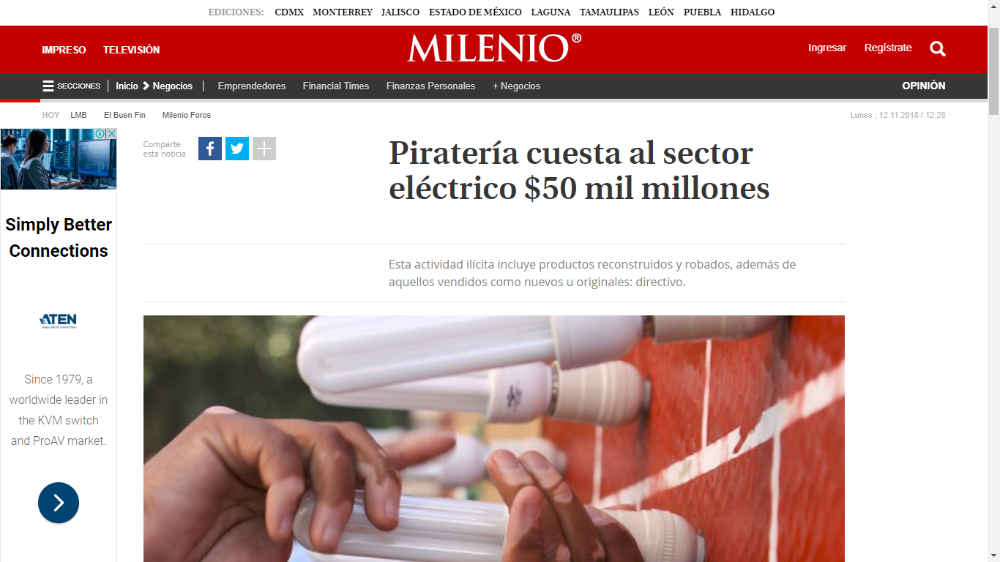 EDICIONES: CDMX MONTERREY JALISCO ESTADO DE MÉXICO LAGUNA TAMAULIPAS LEÓN PUEBLA HIDALGO
IMPRESO TELEVISIÓN MILENIO® Ingresar Regístrate
SECCIONES Inicio Negocios Emprendedores Financial Times Finanzas Personales + Negocios OPINIÓN
HOY LMB El Buen Fin Milenio Foros Lunes , 12.11.2018 / 12:28
Comparte
esta noticia
Piratería cuesta al sector
eléctrico $50 mil millones
Esta actividad ilícita incluye productos reconstruidos y robados, además de
aquellos vendidos como nuevos u originales: directivo.
Simply Better
Connections
ATEN
Simply Better Connections
Since 1979, a
worldwide leader in
the KVM switch
and ProAV market.